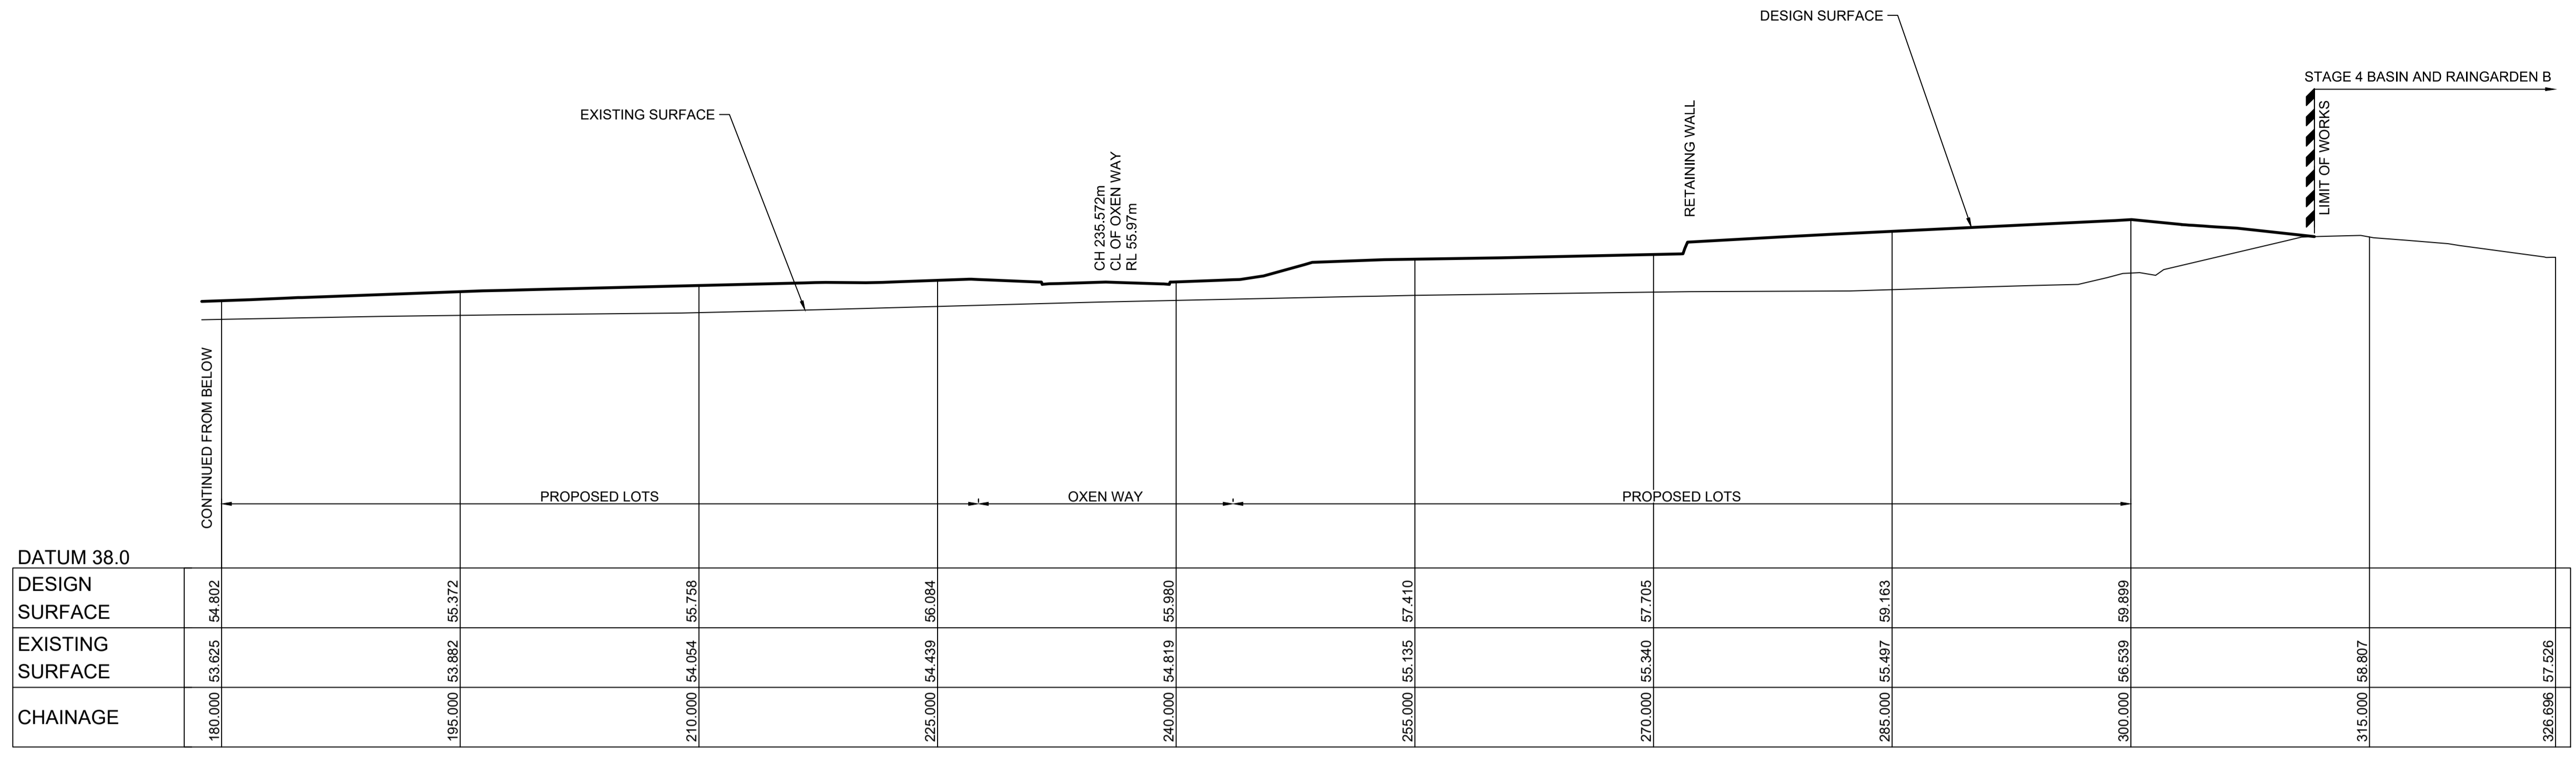 DESIGN SURFACE
STAGE 4 BASIN AND RAINGARDEN B
EXISTING SURFACE
RETAINING WALL
LIMIT OF WORKS
CH 235.572m
CL OF OXEN WAY
RL 55.97m
CONTINUED FROM BELOW
PROPOSED LOTS
OXEN WAY
PROPOSED LOTS
DATUM 38.0
DESIGN
SURFACE
54.802 55.372 55.758 56.084 55.980 57.410 57.705 59.163 59.899
EXISTING
SURFACE
53.625 53.882 54.054 54.439 54.819 55.135 55.340 55.497 56.539 58.807 57.526
CHAINAGE
180.000 195.000 210.000 225.000 240.000 255.000 270.000 285.000 300.000 315.000 326.696